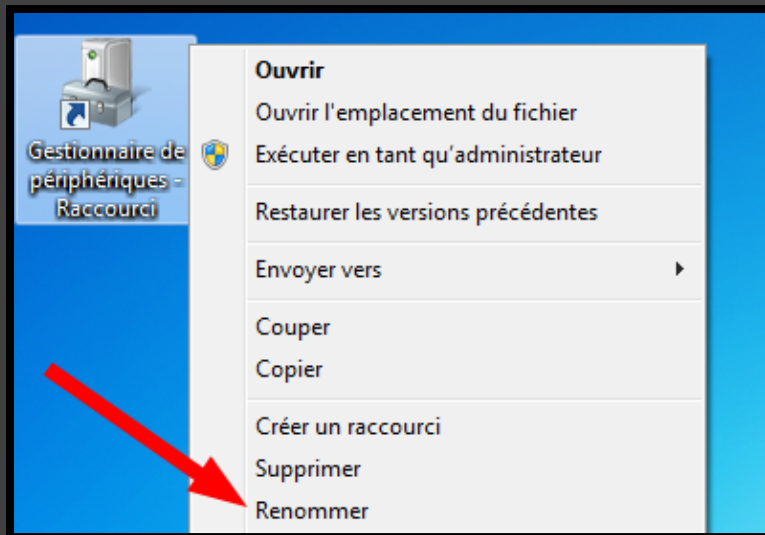 Gestionnaire de
périphériques -
Raccourci
Ouvrir
Ouvrir l'emplacement du fichier
Exécuter en tant qu'administrateur
Restaurer les versions précédentes
Envoyer vers
Couper
Copier
Créer un raccourci
Supprimer
Renommer